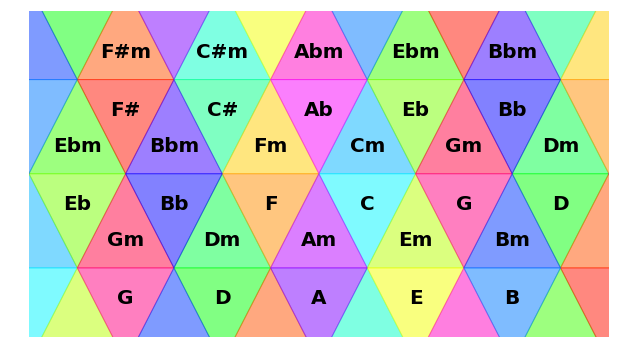 F#m C#m Abm Ebm Bbm
F# C# Ab Eb Bb
Ebm Bbm Fm Cm Gm Dm
Eb Bb F C G D
Gm Dm Am Em Bm
G D A E B